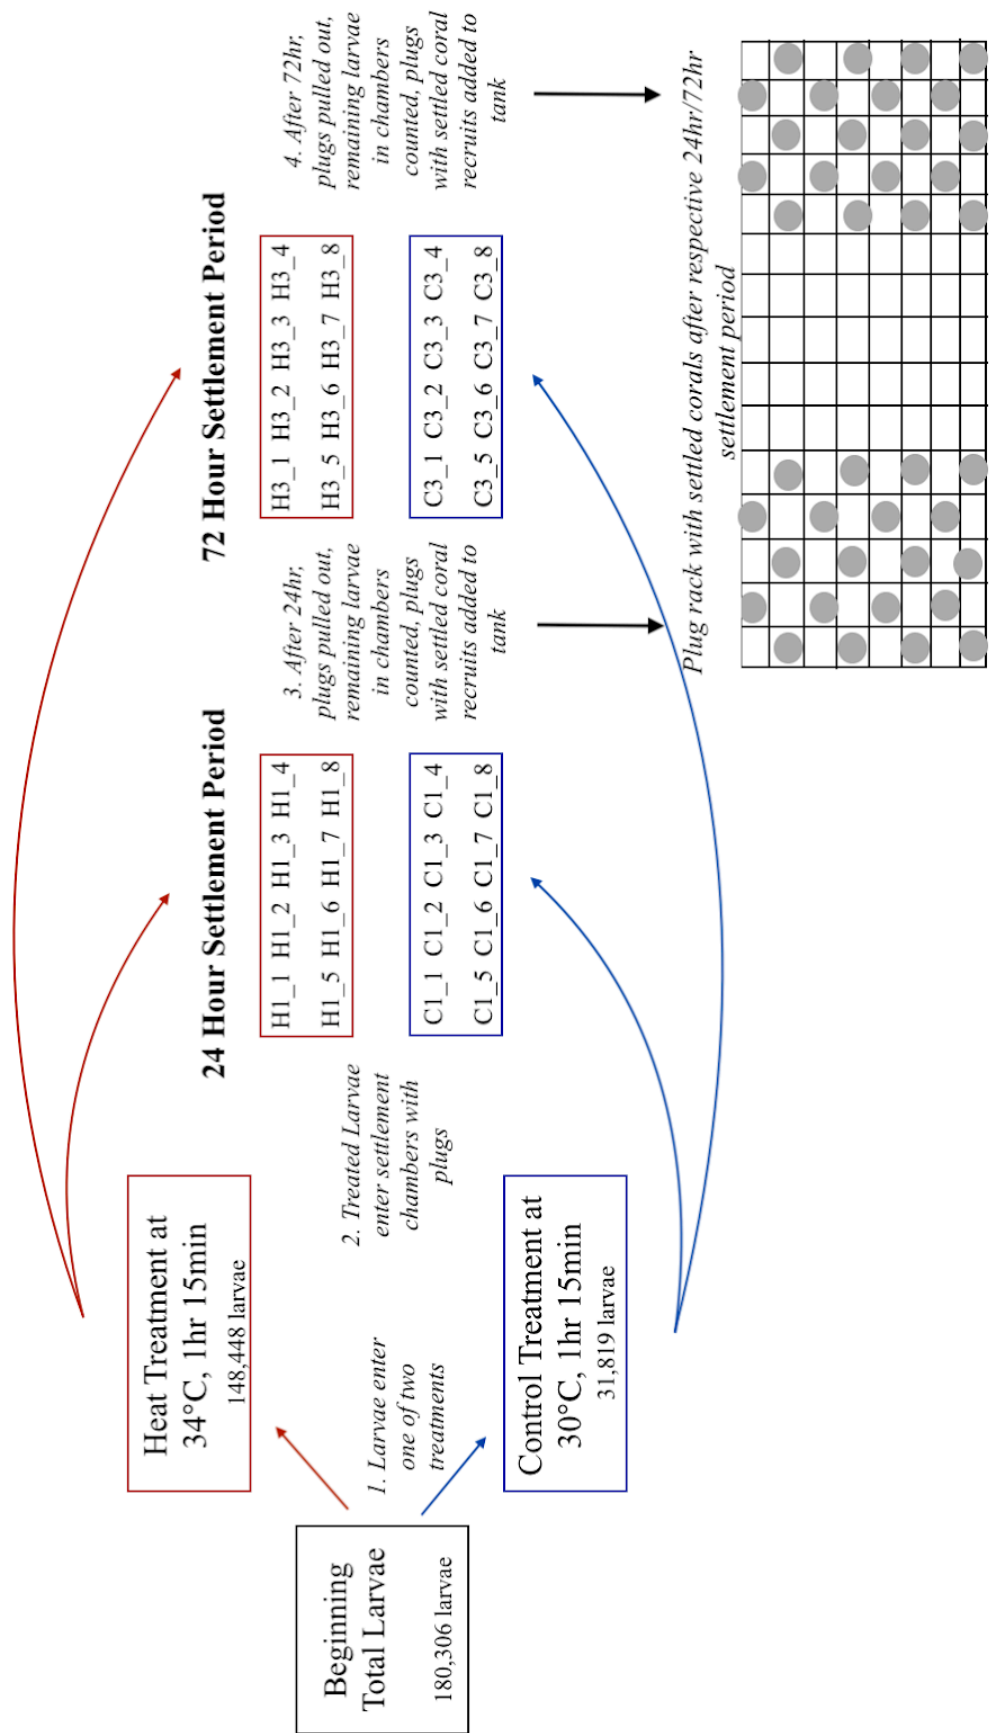 Beginning
Total Larvae
180,306 larvae
1. Larvae enter
one of two
treatments
Heat Treatment at
34°C, 1hr 15min
148,448 larvae
Control Treatment at
30°C, 1hr 15min
31,819 larvae
2. Treated Larvae
enter settlement
chambers with
plugs
24 Hour Settlement Period
H1_1 H1_2 H1_3 H1_4
H1_5 H1_6 H1_7 H1_8
C1_1 C1_2 C1_3 C1_4
C1_5 C1_6 C1_7 C1_8
3. After 24hr,
plugs pulled out,
remaining larvae
in chambers
counted, plugs
with settled coral
recruits added to
tank
72 Hour Settlement Period
H3_1 H3_2 H3_3 H3_4
H3_5 H3_6 H3_7 H3_8
C3_1 C3_2 C3_3 C3_4
C3_5 C3_6 C3_7 C3_8
4. After 72hr,
plugs pulled out,
remaining larvae
in chambers
counted, plugs
with settled coral
recruits added to
tank
Plug rack with settled corals after respective 24hr/72hr
settlement period